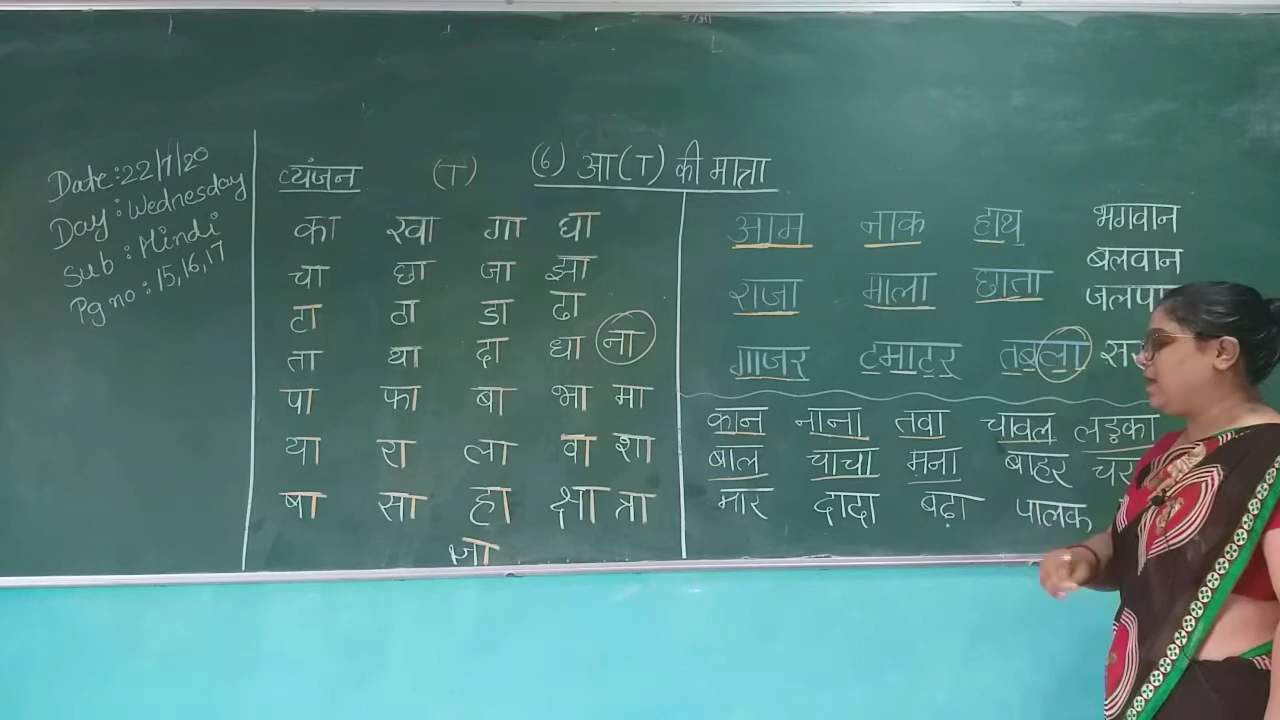 Date: 22/7/20
Day: Wednesday
Sub: Hindi
Pg no: 15,16,17
व्यंजन (T) (6) आ(T) की मात्रा
का खा गा घा
चा छा जा झा
टा ठा डा ढा
ता था दा धा ना
पा फा बा भा मा
या रा ला वा शा
षा सा हा क्षा त्रा
ज्ञा
आम नाक हाथ भगवान
बलवान
राजा माला छाता
गाजर टमाटर तबला
कान नाना तवा चावल लड़का
बाल चाचा मना बाहर
मार दादा बढ़ा पालक